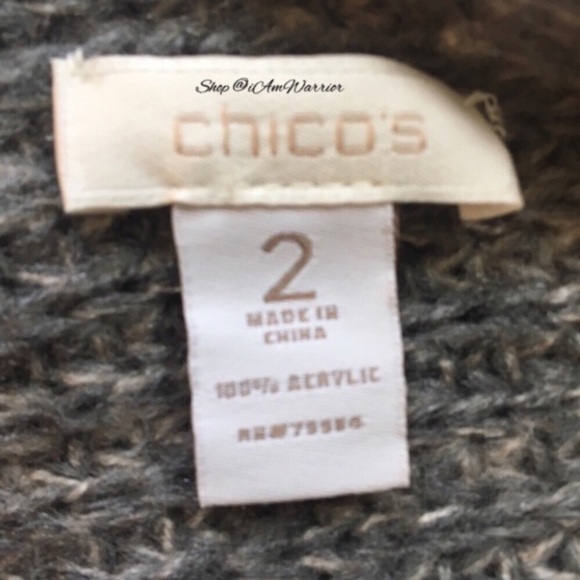 Shop @iAmWarrior
chico's
2
MADE IN
CHINA
100% ACRYLIC